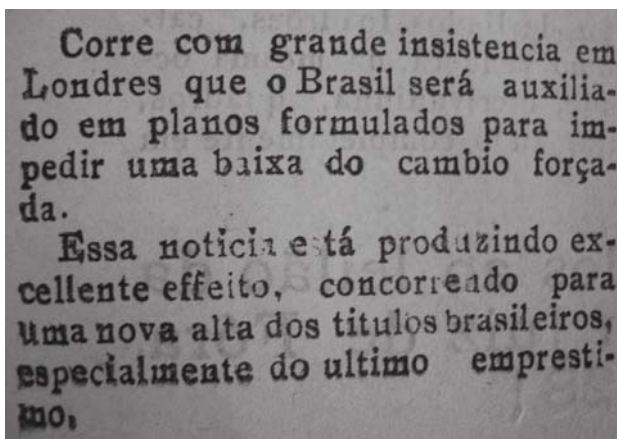 Corre com grande insistencia em
Londres que o Brasil será auxilia-
do em planos formulados para im-
pedir uma baixa do cambio força-
da.
Essa noticia está produzindo ex-
cellente effeito, concorrendo para
uma nova alta dos titulos brasileiros,
especialmente do ultimo empresti-
mo,